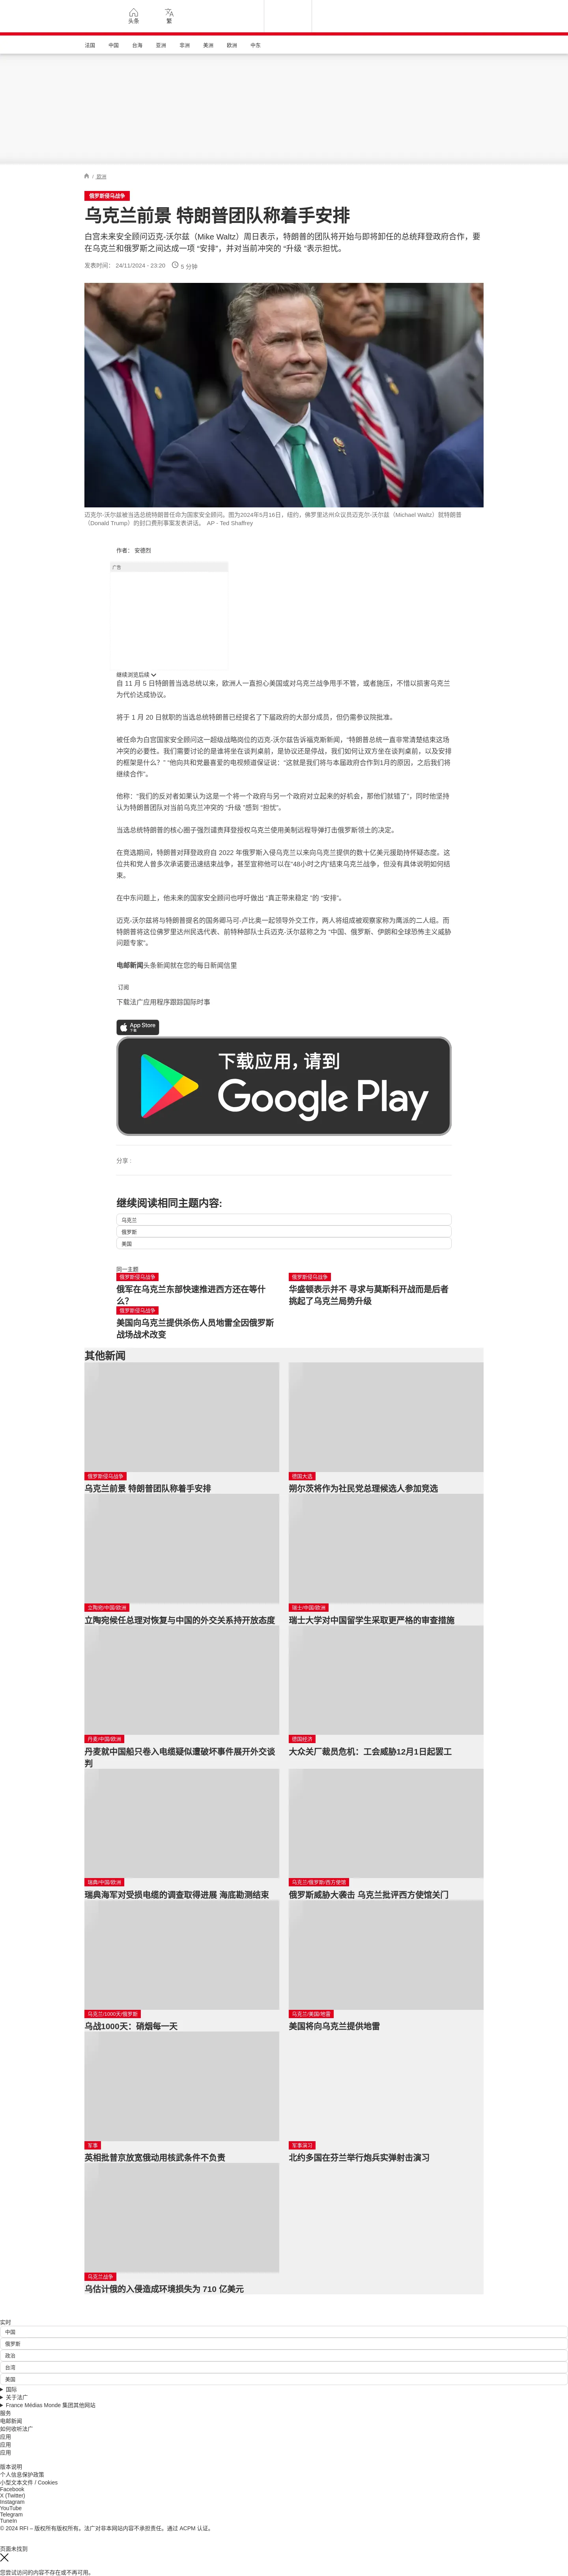 头条
繁
法国 中国 台海 亚洲 非洲 美洲 欧洲 中东
/ 欧洲
俄罗斯侵乌战争
乌克兰前景 特朗普团队称着手安排
白宫未来安全顾问迈克-沃尔兹（Mike Waltz）周日表示，特朗普的团队将开始与即将卸任的总统拜登政府合作，要
在乌克兰和俄罗斯之间达成一项 “安排”，并对当前冲突的 “升级 ”表示担忧。
发表时间： 24/11/2024 - 23:20
5 分钟
迈克尔-沃尔兹被当选总统特朗普任命为国家安全顾问。图为2024年5月16日，纽约，佛罗里达州众议员迈克尔-沃尔兹（Michael Waltz）就特朗普
（Donald Trump）的封口费刑事案发表讲话。 AP - Ted Shaffrey
作者： 安德烈
广告
继续浏览后续
自 11 月 5 日特朗普当选总统以来，欧洲人一直担心美国或对乌克兰战争甩手不管，或者施压，不惜以损害乌克兰
为代价达成协议。
将于 1 月 20 日就职的当选总统特朗普已经提名了下届政府的大部分成员，但仍需参议院批准。
被任命为白宫国家安全顾问这一超级战略岗位的迈克-沃尔兹告诉福克斯新闻，“特朗普总统一直非常清楚结束这场
冲突的必要性。我们需要讨论的是谁将坐在谈判桌前，是协议还是停战，我们如何让双方坐在谈判桌前，以及安排
的框架是什么？” “他向共和党最喜爱的电视频道保证说：“这就是我们将与本届政府合作到1月的原因，之后我们将
继续合作”。
他称：“我们的反对者如果认为这是一个将一个政府与另一个政府对立起来的好机会，那他们就错了”，同时他坚持
认为特朗普团队对当前乌克兰冲突的 “升级 ”感到 “担忧”。
当选总统特朗普的核心圈子强烈谴责拜登授权乌克兰使用美制远程导弹打击俄罗斯领土的决定。
在竞选期间，特朗普对拜登政府自 2022 年俄罗斯入侵乌克兰以来向乌克兰提供的数十亿美元援助持怀疑态度。这
位共和党人曾多次承诺要迅速结束战争，甚至宣称他可以在“48小时之内”结束乌克兰战争，但没有具体说明如何结
束。
在中东问题上，他未来的国家安全顾问也呼吁做出 “真正带来稳定 ”的 “安排”。
迈克-沃尔兹将与特朗普提名的国务卿马可-卢比奥一起领导外交工作，两人将组成被观察家称为鹰派的二人组。而
特朗普将这位佛罗里达州民选代表、前特种部队士兵迈克-沃尔兹称之为 “中国、俄罗斯、伊朗和全球恐怖主义威胁
问题专家”。
电邮新闻头条新闻就在您的每日新闻信里
订阅
下载法广应用程序跟踪国际时事
App Store
下载
下载应用，请到
Google Play
分享 :
继续阅读相同主题内容:
乌克兰
俄罗斯
美国
同一主题
俄罗斯侵乌战争
俄军在乌克兰东部快速推进西方还在等什
么？
俄罗斯侵乌战争
华盛顿表示并不 寻求与莫斯科开战而是后者
挑起了乌克兰局势升级
俄罗斯侵乌战争
美国向乌克兰提供杀伤人员地雷全因俄罗斯
战场战术改变
其他新闻
俄罗斯侵乌战争
乌克兰前景 特朗普团队称着手安排
德国大选
朔尔茨将作为社民党总理候选人参加竞选
立陶宛/中国/欧洲
立陶宛候任总理对恢复与中国的外交关系持开放态度
瑞士/中国/欧洲
瑞士大学对中国留学生采取更严格的审查措施
丹麦/中国/欧洲
丹麦就中国船只卷入电缆疑似遭破坏事件展开外交谈
判
德国经济
大众关厂裁员危机：工会威胁12月1日起罢工
瑞典/中国/欧洲
瑞典海军对受损电缆的调查取得进展 海底勘测结束
乌克兰/俄罗斯/西方使馆
俄罗斯威胁大袭击 乌克兰批评西方使馆关门
乌克兰/1000天/俄罗斯
乌战1000天：硝烟每一天
乌克兰/美国/地雷
美国将向乌克兰提供地雷
军事
英相批普京放宽俄动用核武条件不负责
军事演习
北约多国在芬兰举行炮兵实弹射击演习
乌克兰战争
乌估计俄的入侵造成环境损失为 710 亿美元
实时
中国
俄罗斯
政治
台湾
美国
国际
关于法广
France Médias Monde 集团其他网站
服务
电邮新闻
如何收听法广
应用
应用
应用
版本说明
个人信息保护政策
小型文本文件 / Cookies
Facebook
X (Twitter)
Instagram
YouTube
Telegram
TuneIn
© 2024 RFI – 版权所有版权所有。法广对非本网站内容不承担责任。通过 ACPM 认证。
页面未找到
您尝试访问的内容不存在或不再可用。